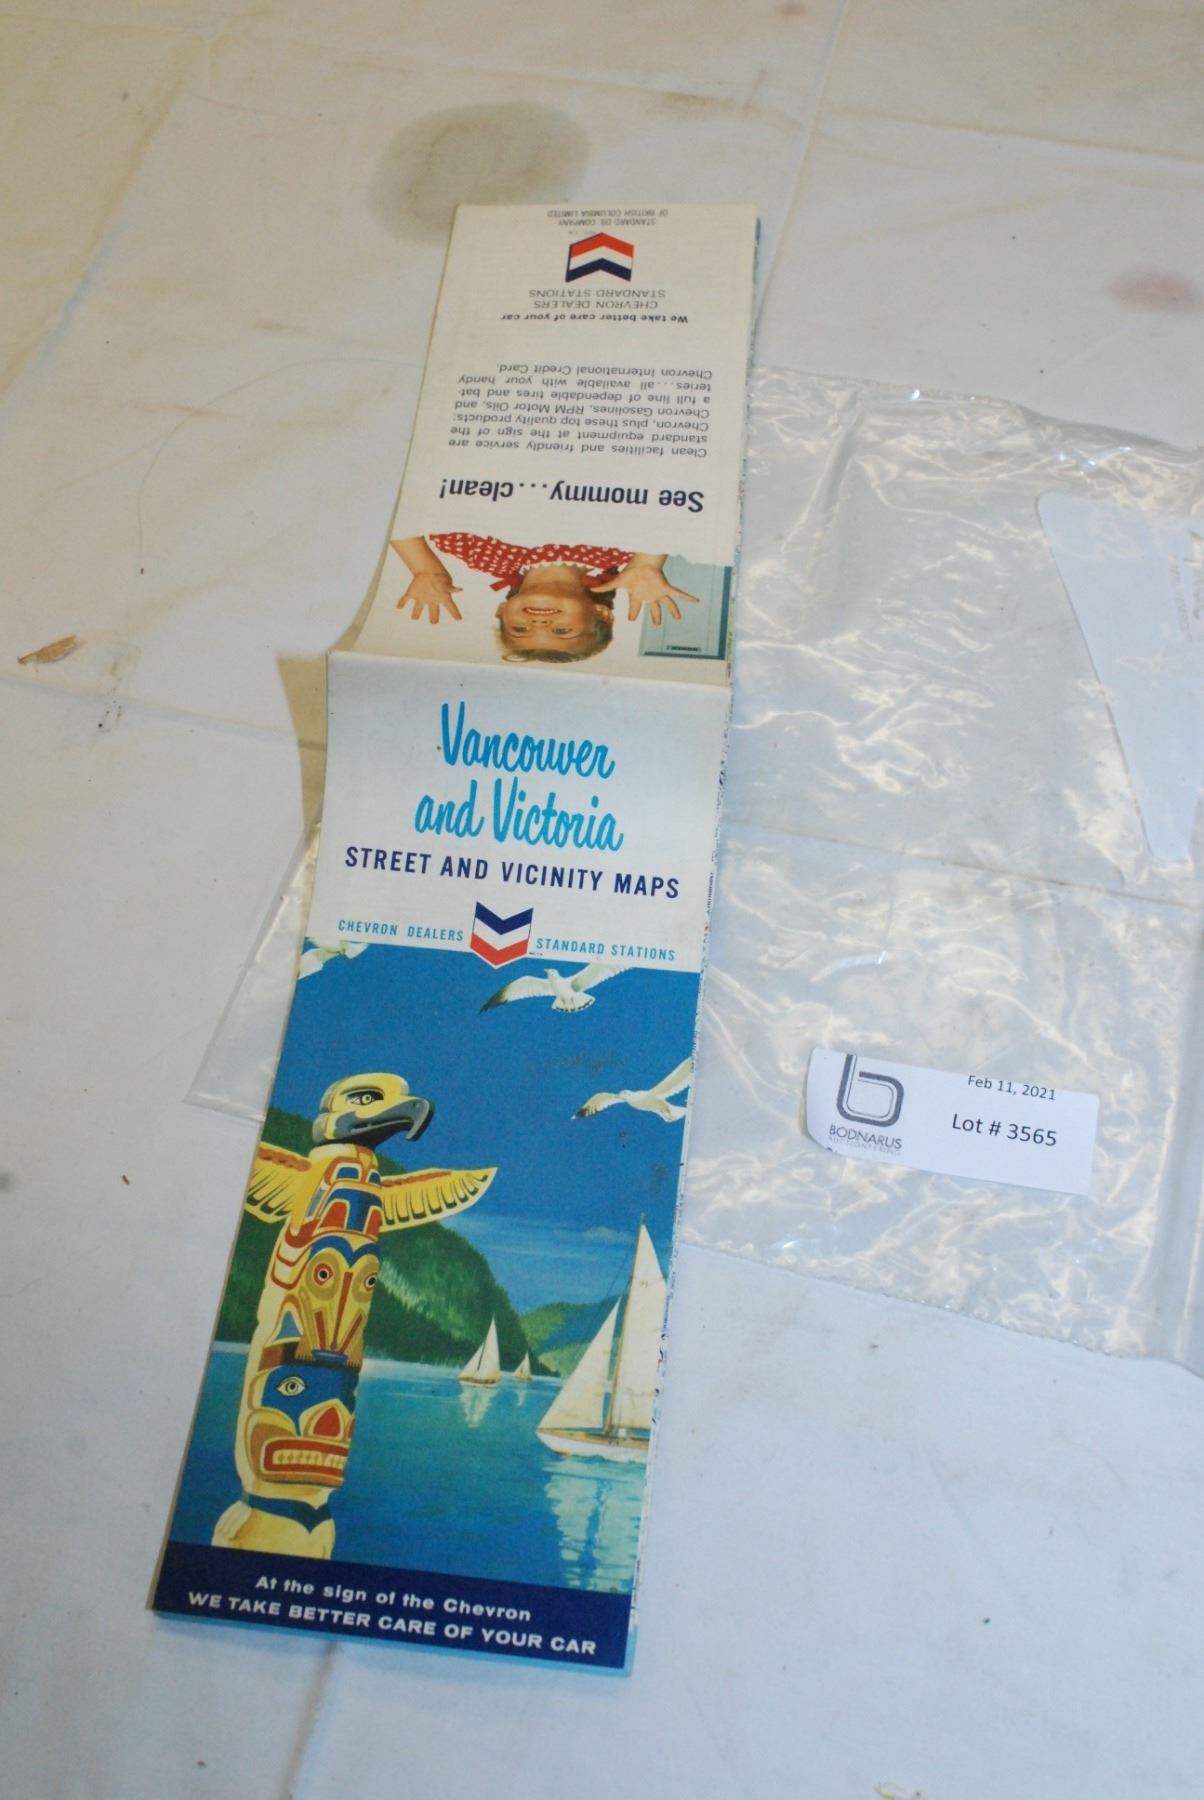 Vancouver
and Victoria
STREET AND VICINITY MAPS
CHEVRON DEALERS
STANDARD STATIONS
At the sign of the Chevron
WE TAKE BETTER CARE OF YOUR CAR
See mommy...clean!
Clean facilities and friendly service are
standard equipment at the sign of the
Chevron, plus these top quality products:
Chevron Gasolines, RPM Motor Oils, and
a full line of dependable tires and bat-
teries...all available with your handy
Chevron International Credit Card.
We take better care of your car
CHEVRON DEALERS
STANDARD STATIONS
STANDARD OIL COMPANY
OF BRITISH COLUMBIA LIMITED
WOMEN
Feb 11, 2021
Lot # 3565
BODNARUS